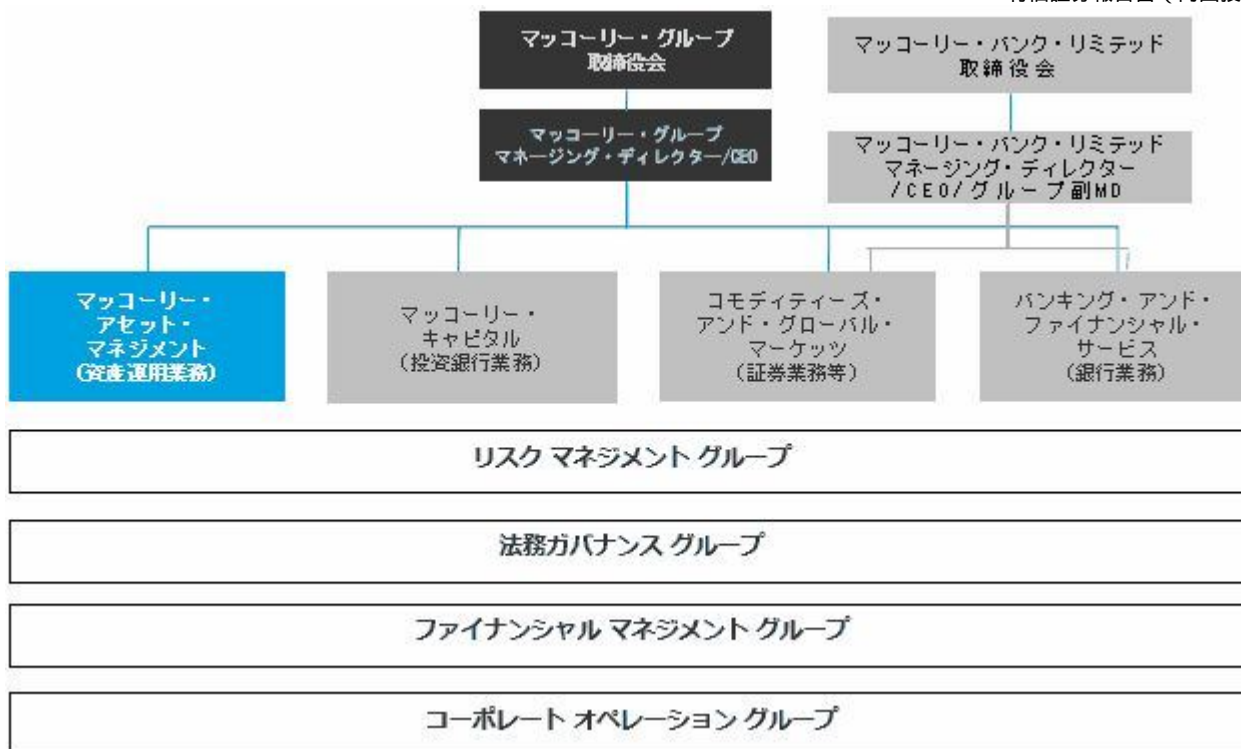 マッコーリー・グループ
取締役会
マッコーリー・バンク・リミテッド
取締役会
マッコーリー・グループ
マネージング・ディレクター/CEO
マッコーリー・バンク・リミテッド
マネージング・ディレクター
/CEO/グループ副MD
マッコーリー・
アセット・
マネジメント
(資産運用業務)
マッコーリー・
キャピタル
(投資銀行業務)
コモディティーズ・
アンド・グローバル・
マーケッツ
(証券業務等)
バンキング・アンド・
ファイナンシャル・
サービス
(銀行業務)
リスク マネジメント グループ
法務ガバナンス グループ
ファイナンシャル マネジメント グループ
コーポレート オペレーション グループ